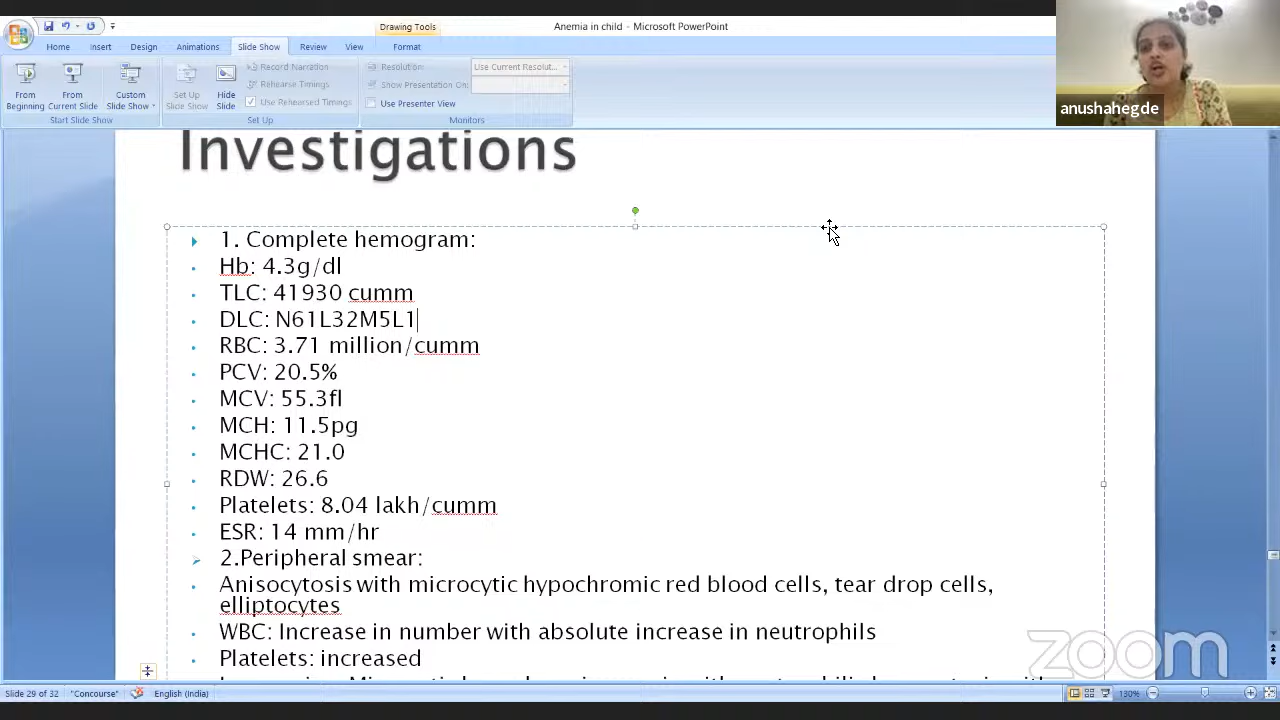 Drawing Tools
Anemia in child - Microsoft PowerPoint
Home Insert Design Animations Slide Show Review View Format
From Beginning
From Current Slide
Custom Slide Show
Start Slide Show
Set Up Slide Show
Hide Slide
Record Narration
Rehearse Timings
Use Rehearsed Timings
Set Up
Resolution: Use Current Resolut...
Show Presentation On:
Use Presenter View
Monitors
anushahegde
Investigations
1. Complete hemogram:
Hb: 4.3g/dl
TLC: 41930 cumm
DLC: N61L32M5L1
RBC: 3.71 million/cumm
PCV: 20.5%
MCV: 55.3fl
MCH: 11.5pg
MCHC: 21.0
RDW: 26.6
Platelets: 8.04 lakh/cumm
ESR: 14 mm/hr
2.Peripheral smear:
Anisocytosis with microcytic hypochromic red blood cells, tear drop cells,
elliptocytes
WBC: Increase in number with absolute increase in neutrophils
Platelets: increased
zoom
Slide 29 of 32 "Concourse" English (India) 130%